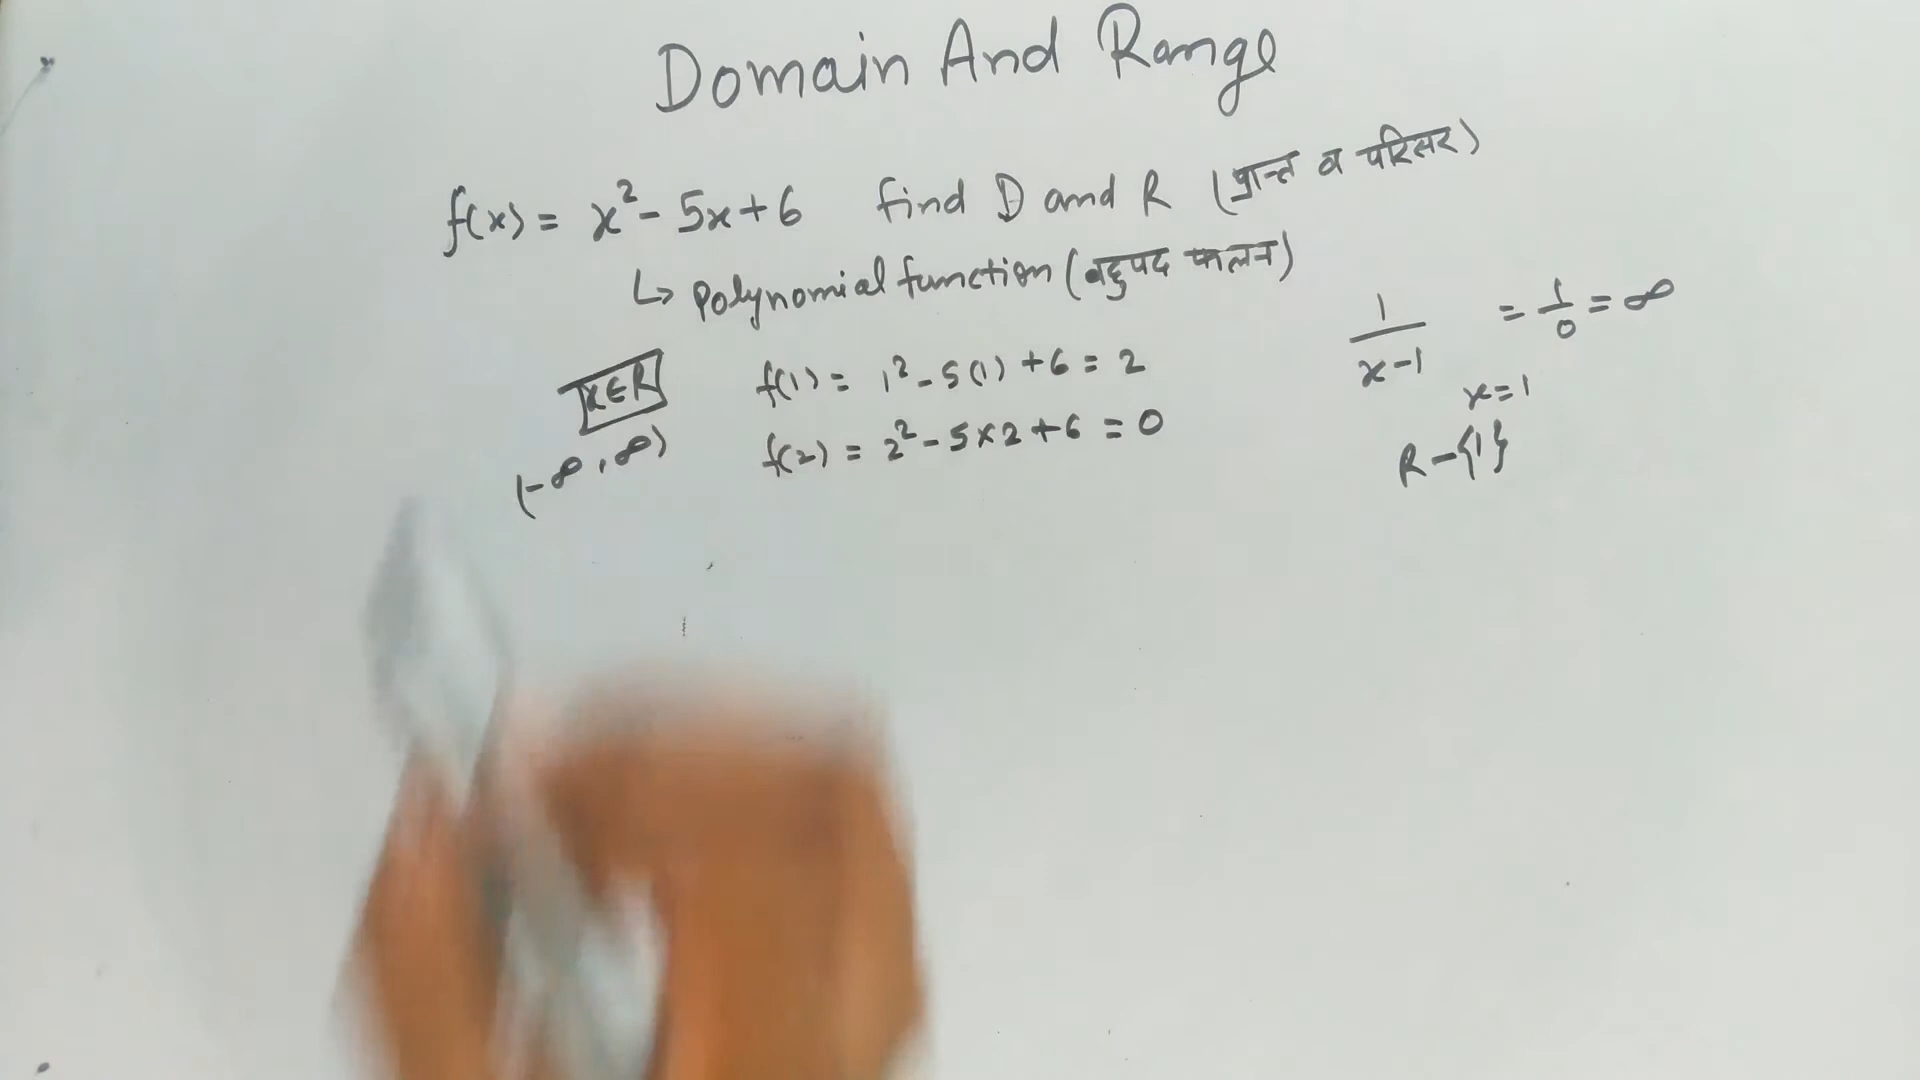 Domain And Range
f(x) = x² - 5x + 6 find D and R (प्रान्त व परिसर)
↳ Polynomial function (बहुपद फलन)
x∈R f(1) = 1² - 5(1) + 6 = 2
(-∞, ∞) f(2) = 2² - 5×2 + 6 = 0
1/(x-1) = 1/0 = ∞
x = 1
R - {1}